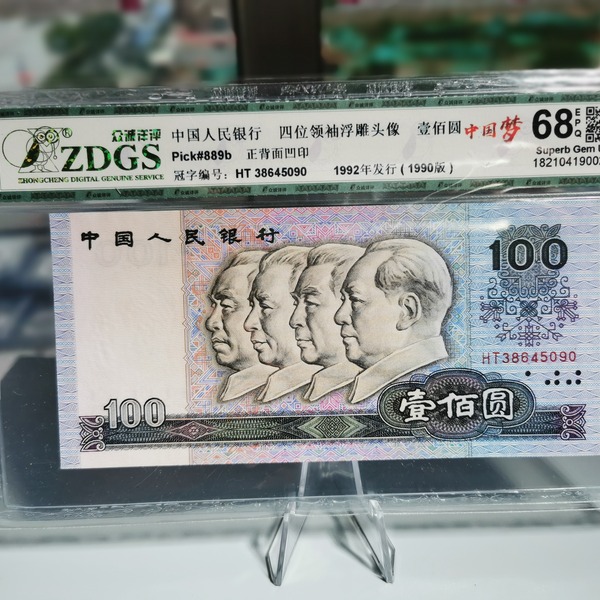 众诚评评 中国人民银行 四位领袖浮雕头像 壹佰圆 中国梦 68 EPQ
ZDGS Pick#889b 正背面凹印 Superb Gem U
ZHONGCHENG DIGITAL GENUINE SERVICE 冠字编号: HT 38645090 1992年发行 (1990版) 1821041900
中国人民银行
100
HT38645090
100
壹佰圆